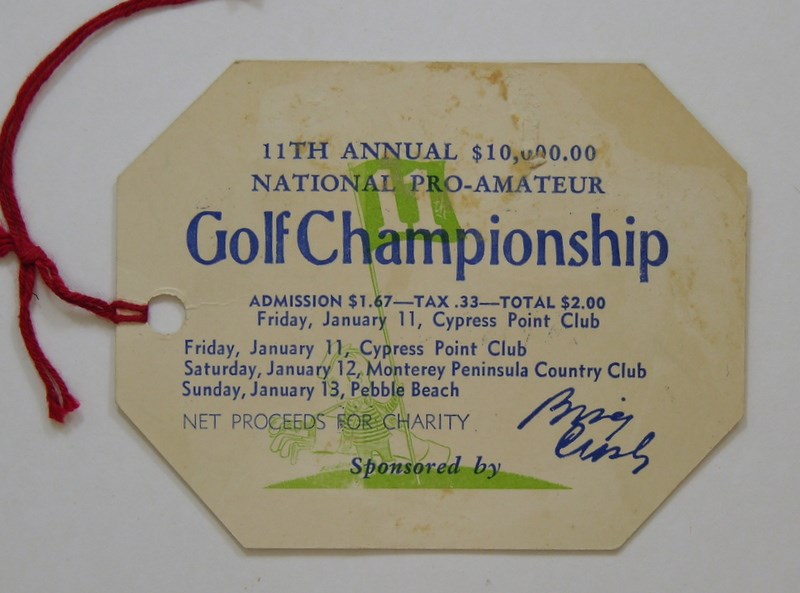 11TH ANNUAL $10,000.00
NATIONAL PRO-AMATEUR
11
Golf Championship
ADMISSION $1.67—TAX .33—TOTAL $2.00
Friday, January 11, Cypress Point Club
Friday, January 11, Cypress Point Club
Saturday, January 12, Monterey Peninsula Country Club
Sunday, January 13, Pebble Beach
NET PROCEEDS FOR CHARITY
Bing
Crosby
Sponsored by